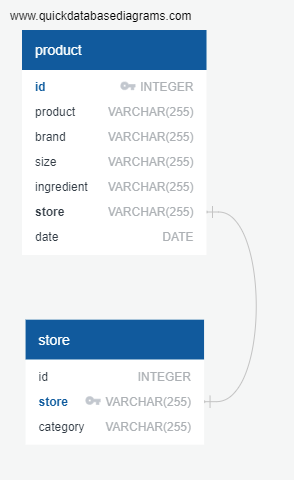 www.quickdatabasediagrams.com
product
id INTEGER
product VARCHAR(255)
brand VARCHAR(255)
size VARCHAR(255)
ingredient VARCHAR(255)
store VARCHAR(255)
date DATE
store
id INTEGER
store VARCHAR(255)
category VARCHAR(255)